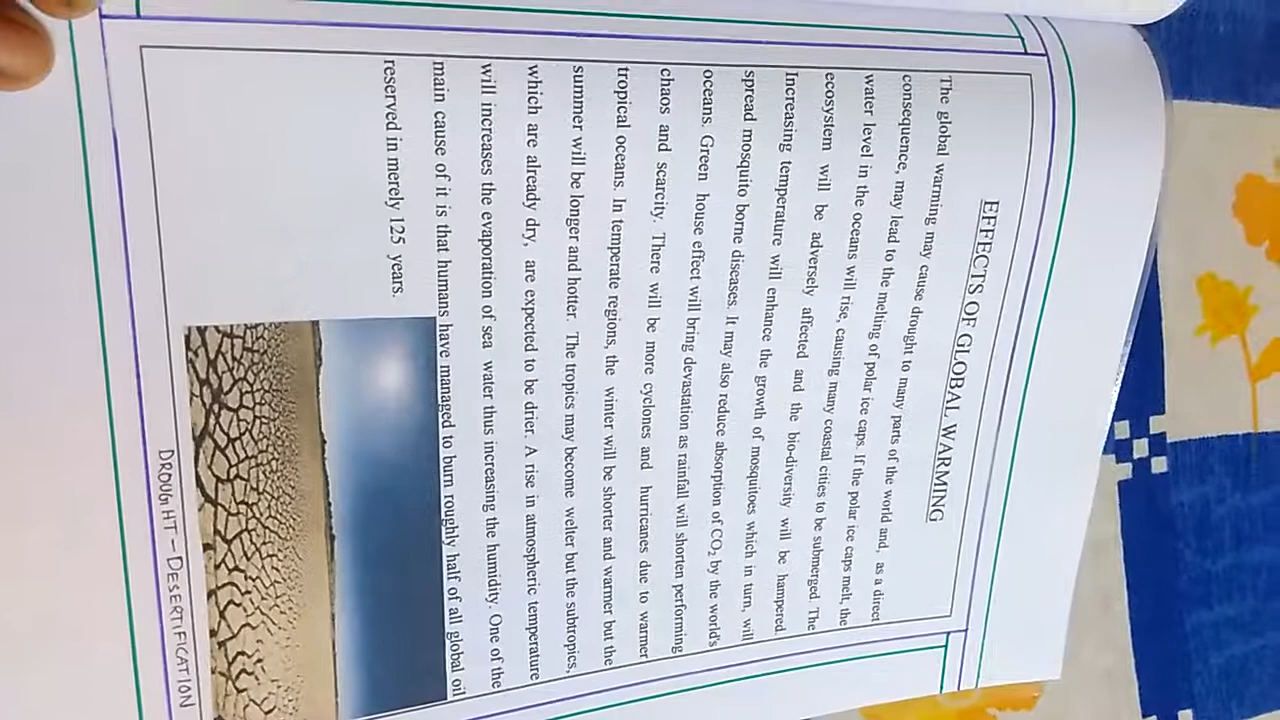 EFFECTS OF GLOBAL WARMING
The global warming may cause drought to many parts of the world and, as a direct
consequence, may lead to the melting of polar ice caps. If the polar ice caps melt, the
water level in the oceans will rise, causing many coastal cities to be submerged. The
ecosystem will be adversely affected and the bio-diversity will be hampered.
Increasing temperature will enhance the growth of mosquitoes which in turn, will
spread mosquito borne diseases. It may also reduce absorption of CO₂ by the world's
oceans. Green house effect will bring devastation as rainfall will shorten performing
chaos and scarcity. There will be more cyclones and hurricanes due to warmer
tropical oceans. In temperate regions, the winter will be shorter and warmer but the
summer will be longer and hotter. The tropics may become welter but the subtropics,
which are already dry, are expected to be drier. A rise in atmospheric temperature
will increases the evaporation of sea water thus increasing the humidity. One of the
main cause of it is that humans have managed to burn roughly half of all global oil
reserved in merely 125 years.
DROUGHT – DESERTIFICATION